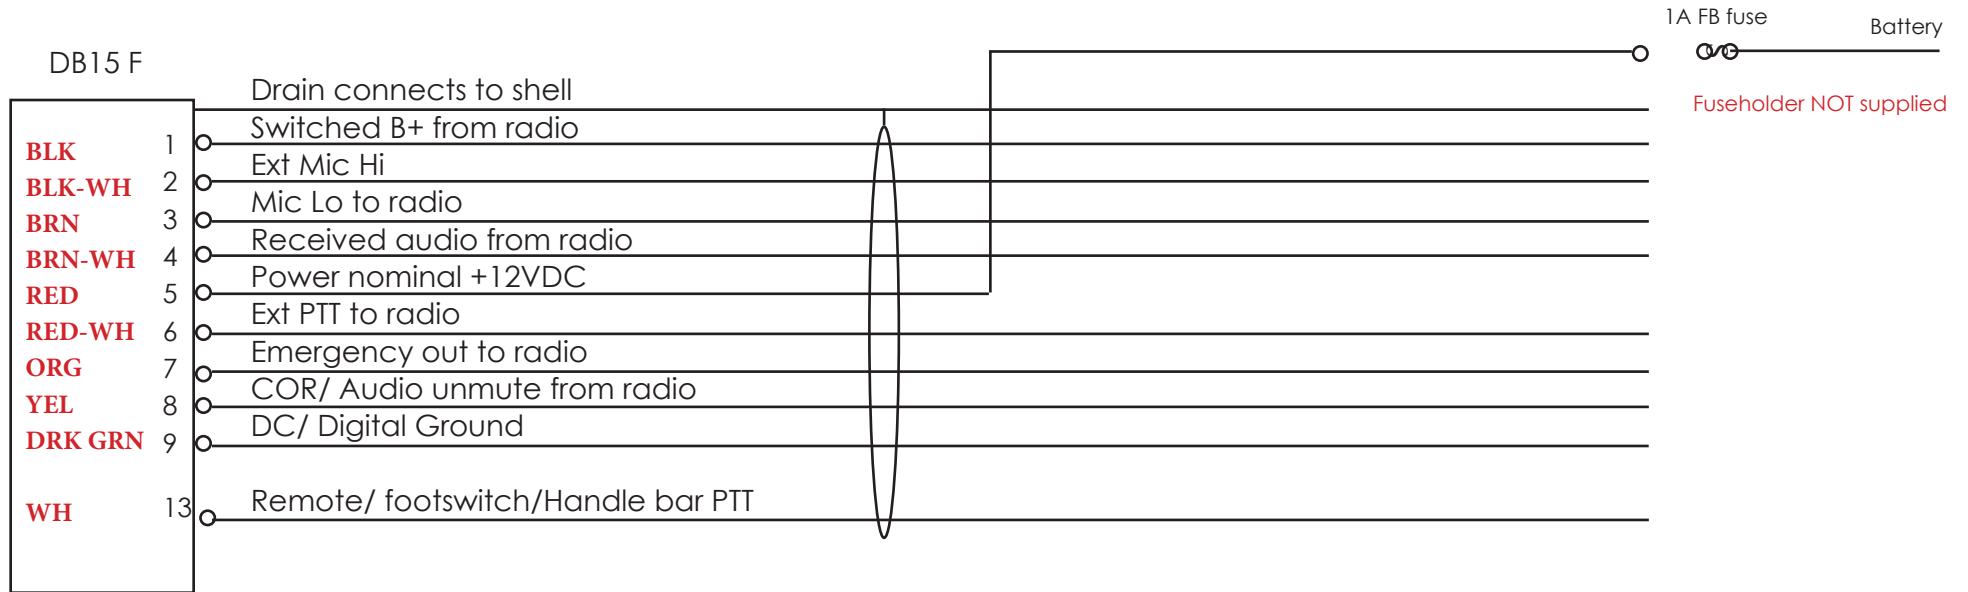 1A FB fuse
Battery
DB15 F
Fuseholder NOT supplied
Drain connects to shell
BLK 1 Switched B+ from radio
BLK-WH 2 Ext Mic Hi
BRN 3 Mic Lo to radio
BRN-WH 4 Received audio from radio
RED 5 Power nominal +12VDC
RED-WH 6 Ext PTT to radio
ORG 7 Emergency out to radio
YEL 8 COR/ Audio unmute from radio
DRK GRN 9 DC/ Digital Ground
WH 13 Remote/ footswitch/Handle bar PTT